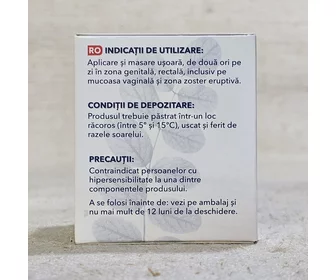 RO INDICAȚII DE UTILIZARE:
Aplicare și masare ușoară, de două ori pe
zi în zona genitală, rectală, inclusiv pe
mucoasa vaginală și zona zoster eruptivă.
CONDIȚII DE DEPOZITARE:
Produsul trebuie păstrat într-un loc
răcoros (între 5° și 15°C), uscat și ferit de
razele soarelui.
PRECAUȚII:
Contraindicat persoanelor cu
hipersensibilitate la una dintre
componentele produsului.
A se folosi înainte de: vezi pe ambalaj și
nu mai mult de 12 luni de la deschidere.